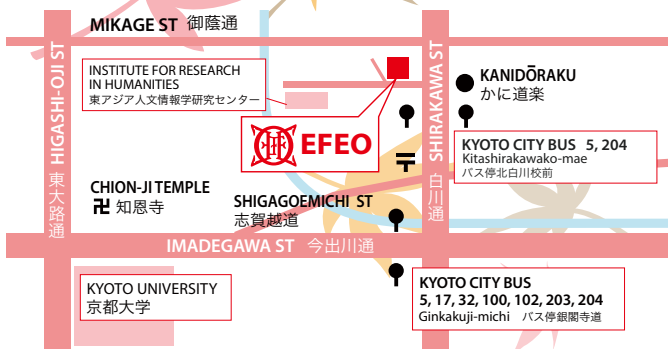 MIKAGE ST 御蔭通
INSTITUTE FOR RESEARCH
IN HUMANITIES
東アジア人文情報学研究センター
HIGASHI-OJI ST 東大路通
EFEO
SHIRAKAWA ST 白川通
KANIDŌRAKU
かに道楽
KYOTO CITY BUS 5, 204
Kitashirakawako-mae
バス停北白川校前
CHION-JI TEMPLE
卍 知恩寺
SHIGAGOEMICHI ST
志賀越道
IMADEGAWA ST 今出川通
KYOTO UNIVERSITY
京都大学
KYOTO CITY BUS
5, 17, 32, 100, 102, 203, 204
Ginkakuji-michi バス停銀閣寺道